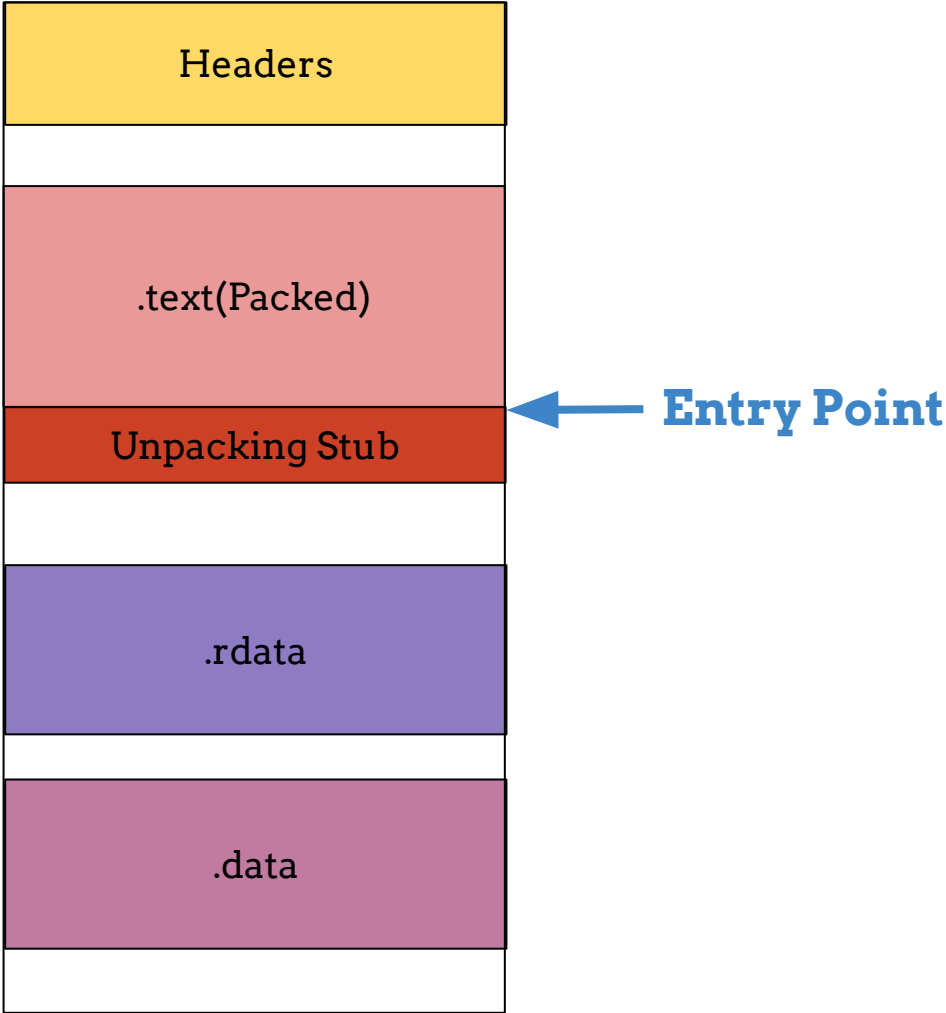 Headers
.text(Packed)
Entry Point
Unpacking Stub
.rdata
.data